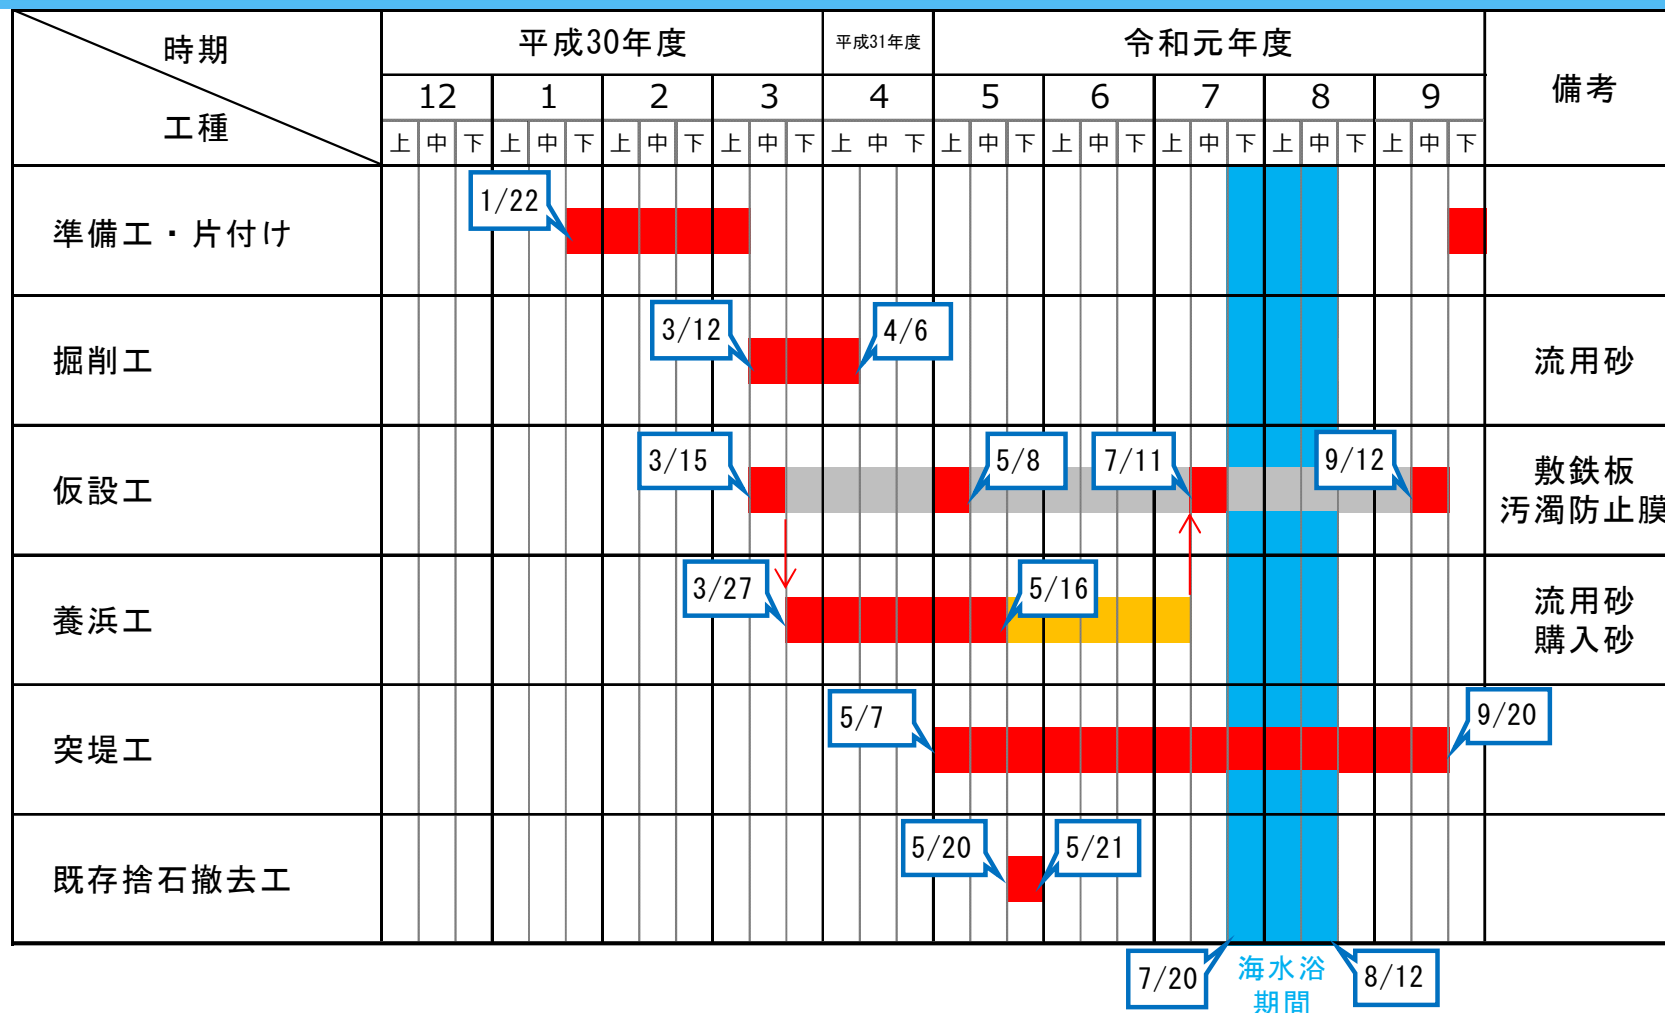 時期
工種
平成30年度
平成31年度
令和元年度
備考
12 1 2 3 4 5 6 7 8 9
上 中 下 上 中 下 上 中 下 上 中 下 上 中 下 上 中 下 上 中 下 上 中 下 上 中 下 上 中 下
準備工・片付け
1/22
掘削工
3/12
4/6
流用砂
仮設工
3/15
5/8
7/11
9/12
敷鉄板
汚濁防止膜
養浜工
3/27
5/16
流用砂
購入砂
突堤工
5/7
9/20
既存捨石撤去工
5/20
5/21
7/20
海水浴
期間
8/12